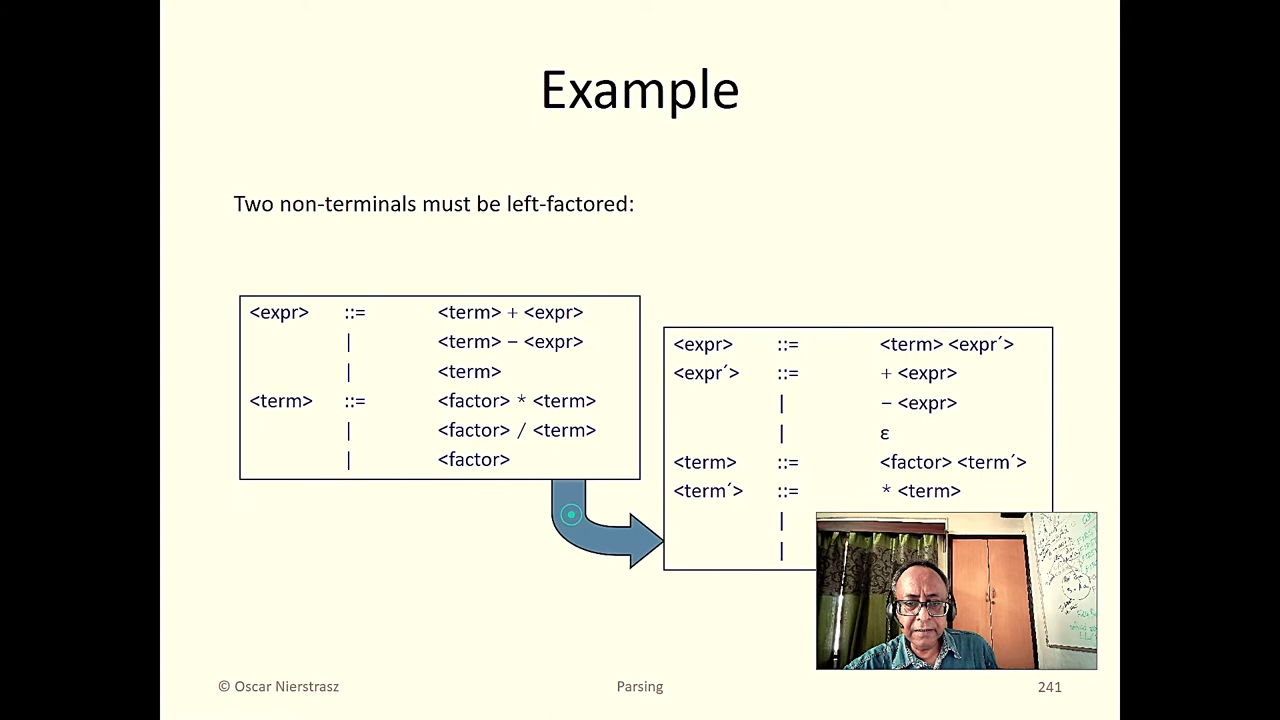 Example
Two non-terminals must be left-factored:
<expr> ::= <term> + <expr>
| <term> − <expr>
| <term>
<term> ::= <factor> * <term>
| <factor> / <term>
| <factor>
<expr> ::= <term> <expr´>
<expr´> ::= + <expr>
| − <expr>
| ε
<term> ::= <factor> <term´>
<term´> ::= * <term>
|
|
© Oscar Nierstrasz
Parsing
241